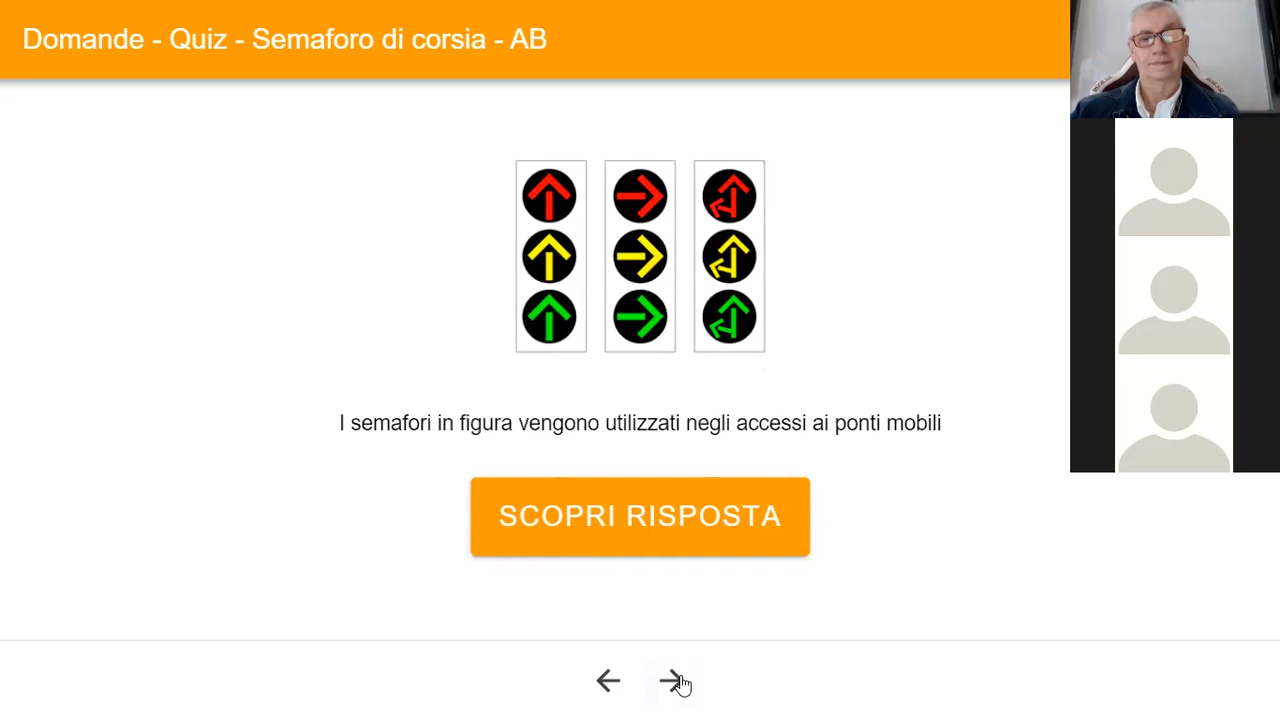 Domande - Quiz - Semaforo di corsia - AB
I semafori in figura vengono utilizzati negli accessi ai ponti mobili
SCOPRI RISPOSTA